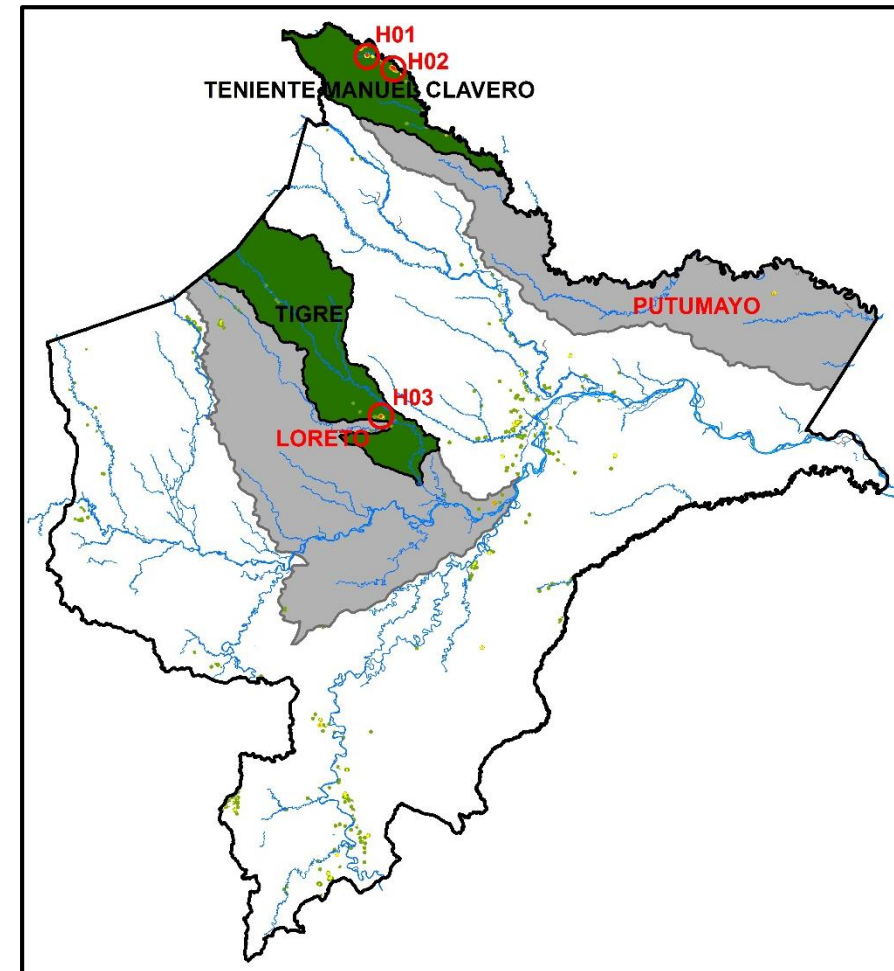 H01
H02
TENIENTE MANUEL CLAVERO
TIGRE
PUTUMAYO
H03
LORETO